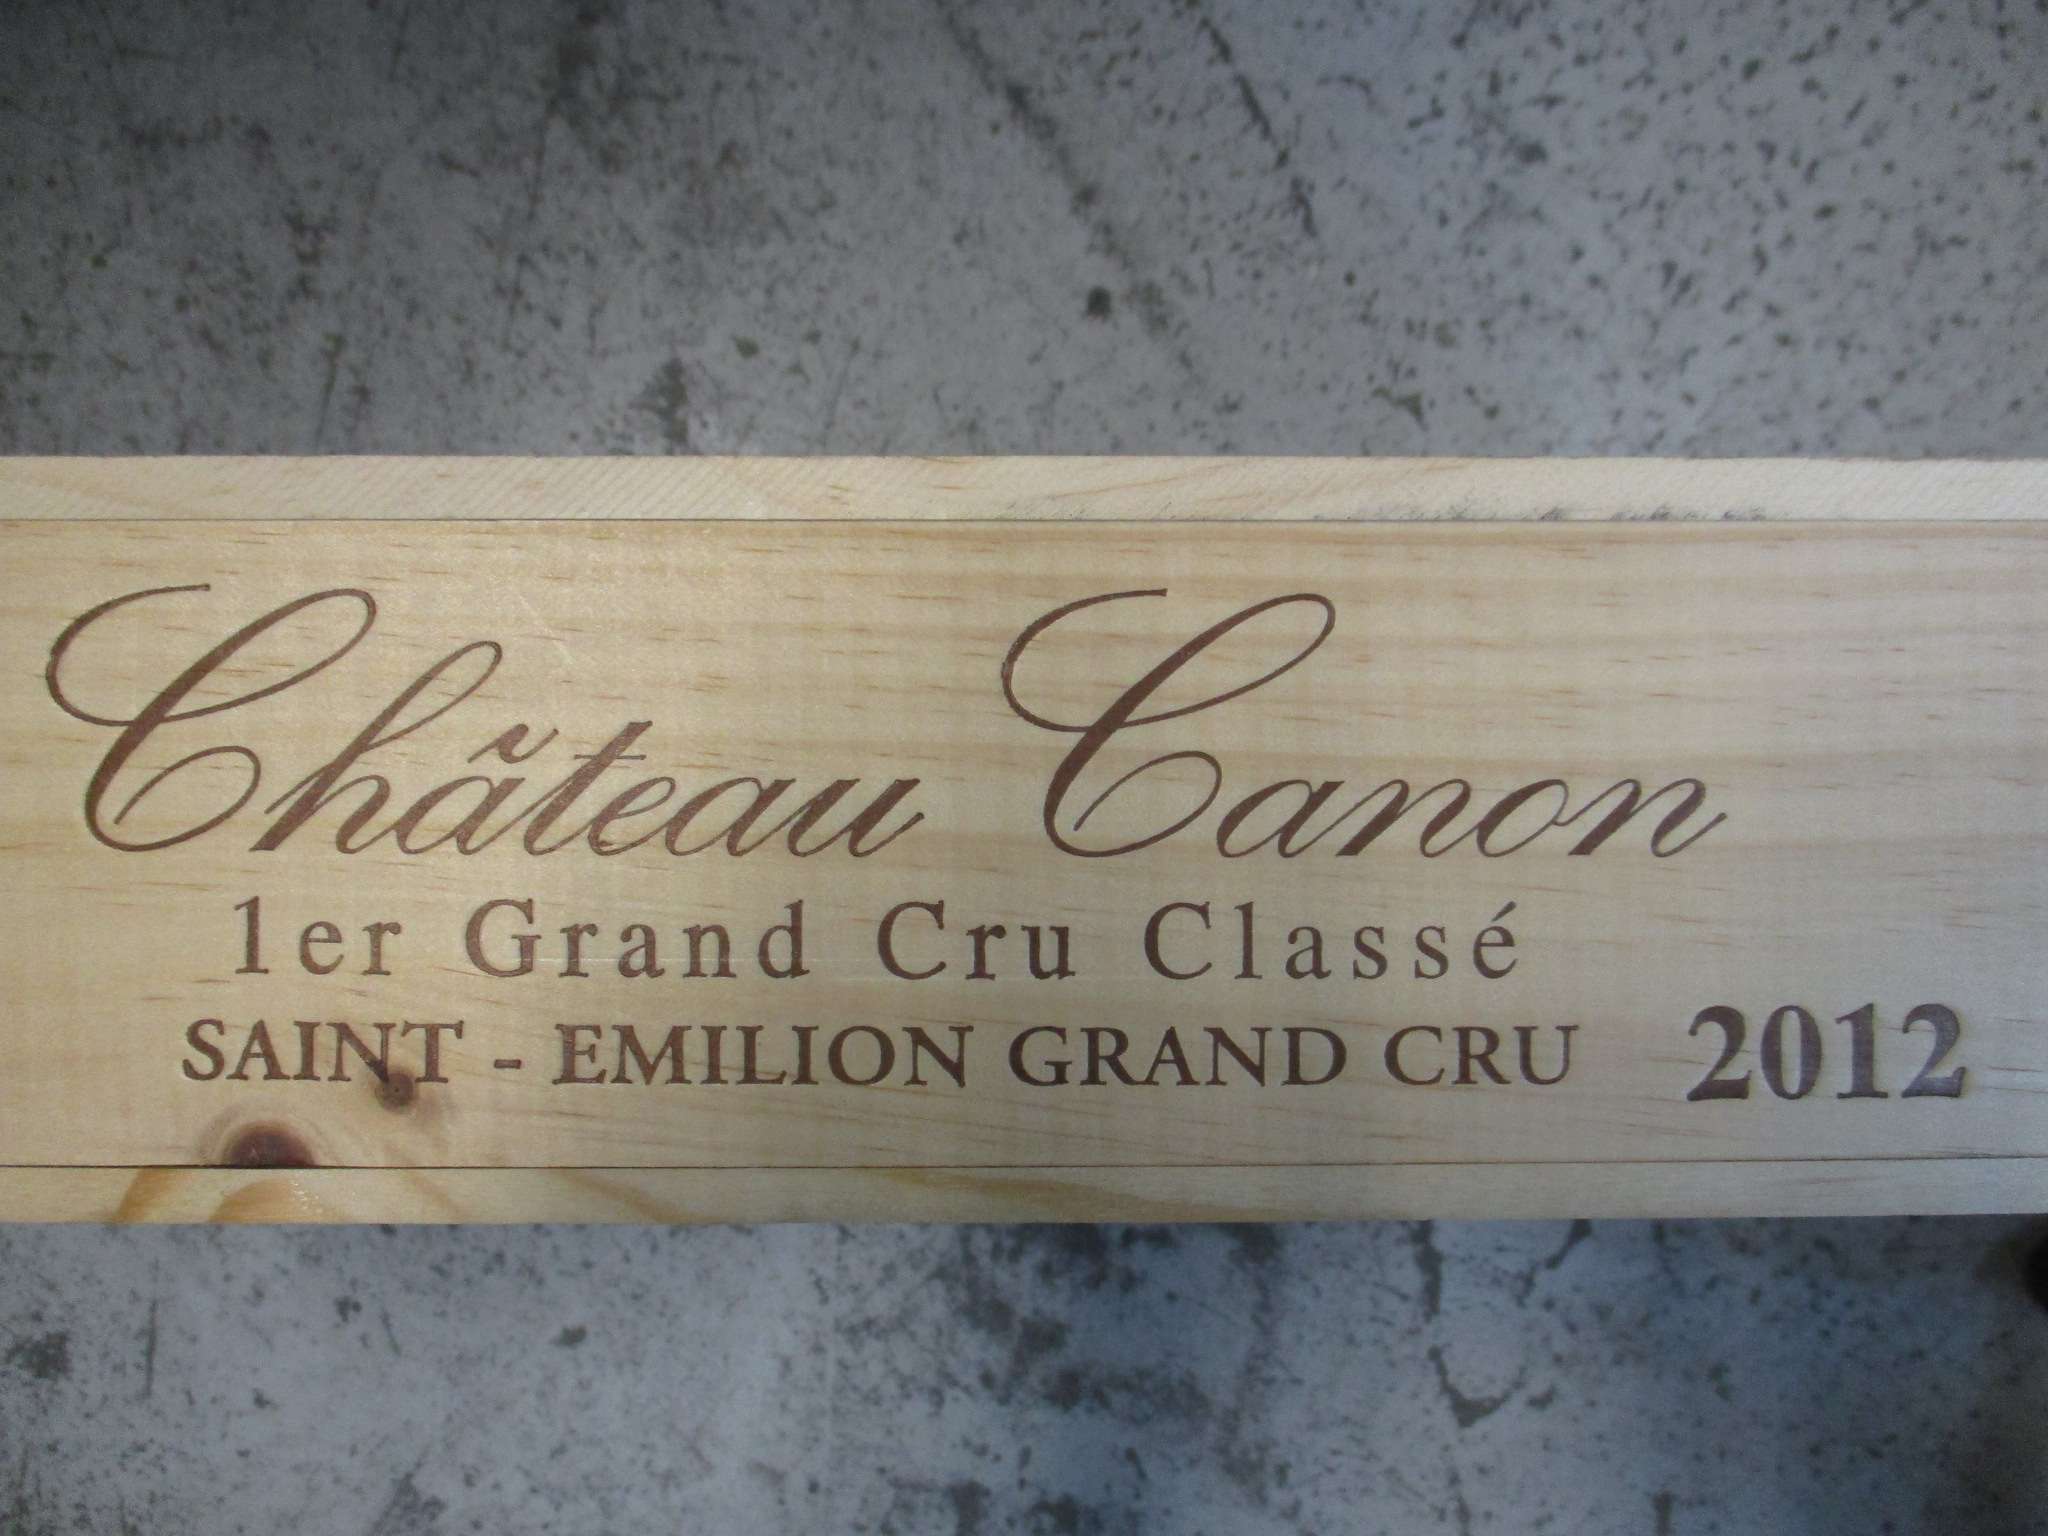 Château Canon
1er Grand Cru Classé
SAINT - EMILION GRAND CRU 2012